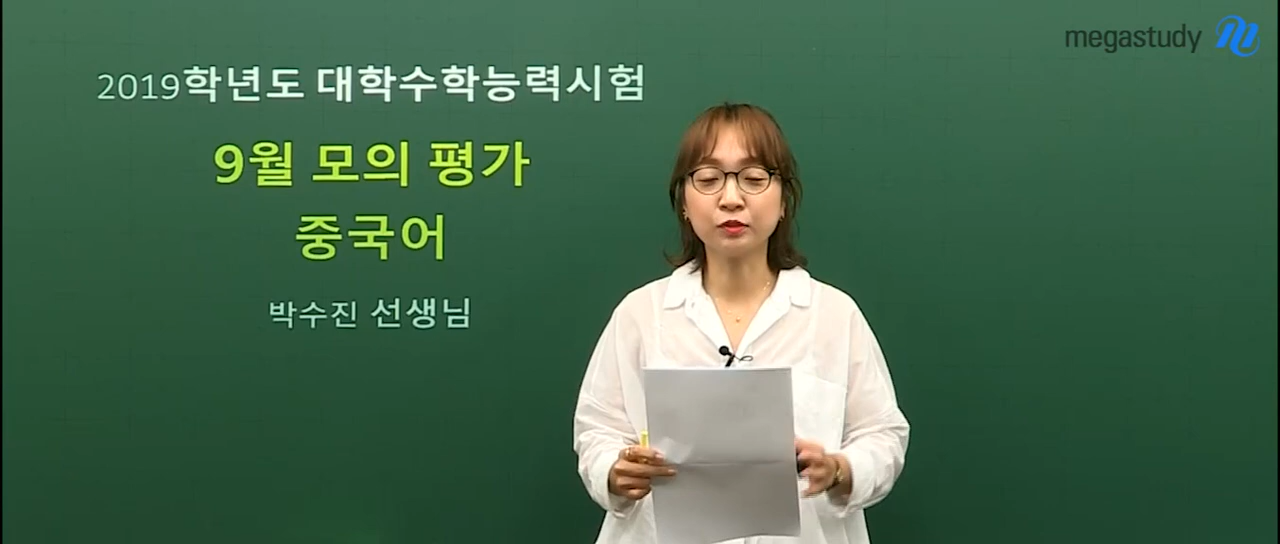 megastudy
2019학년도 대학수학능력시험
9월 모의 평가
중국어
박수진 선생님